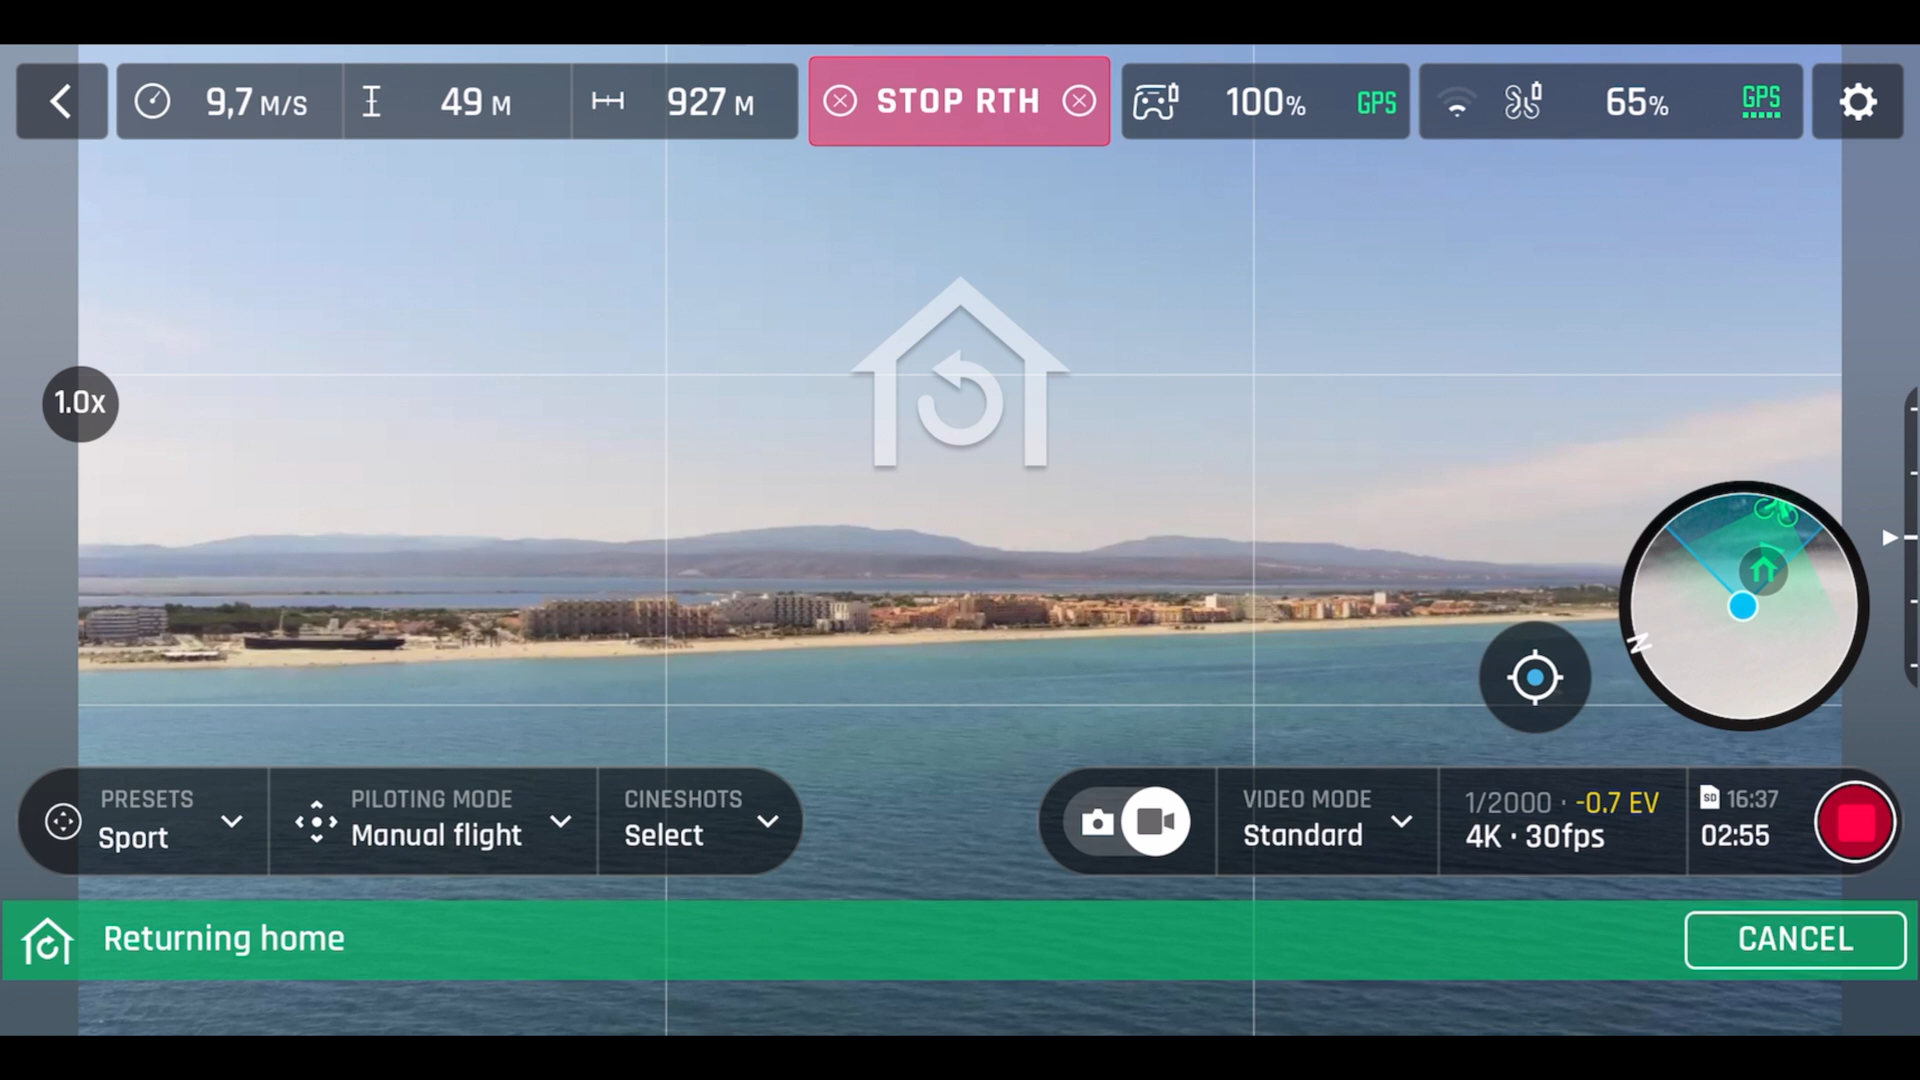 9,7 M/S
49 M
927 M
STOP RTH
100%
GPS
65%
GPS
1.0x
N
PRESETS
Sport
PILOTING MODE
Manual flight
CINESHOTS
Select
VIDEO MODE
Standard
1/2000 · -0.7 EV
4K · 30fps
SD 16:37
02:55
Returning home
CANCEL